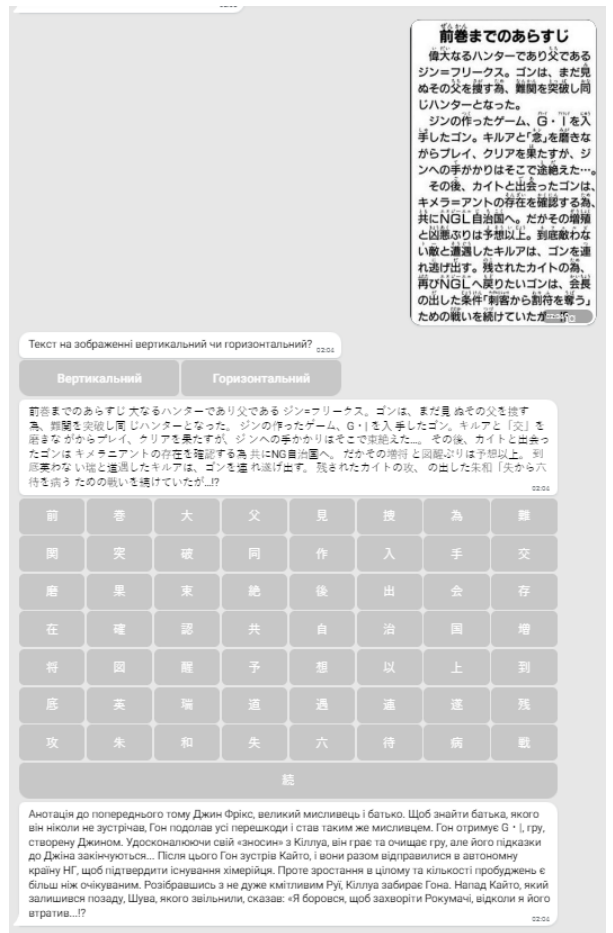 前巻までのあらすじ
偉大なるハンターであり父である
ジン=フリークス。ゴンは、まだ見
ぬその父を捜す為、難関を突破し同
じハンターとなった。
ジンの作ったゲーム、G・Iを入
手したゴン。キルアと「念」を磨きな
がらプレイ、クリアを果たすが、ジ
ンへの手がかりはそこで途絶えた…。
その後、カイトと出会ったゴンは、
キメラ=アントの存在を確認する為、
共にNGL自治国へ。だがその増殖
と凶悪ぶりは予想以上。到底敵わな
い敵と遭遇したキルアは、ゴンを連
れ逃げ出す。残されたカイトの為、
再びNGLへ戻りたいゴンは、会長
の出した条件「刺客から割符を奪う」
ための戦いを続けていたが
Текст на зображенні вертикальний чи горизонтальний? 02:04
Вертикальний Горизонтальний
前巻までのあらすじ 大なるハンターであり父である ジン=フリークス。ゴンは、まだ見 ぬその父を捜す
為、難関を突破し同 じハンターとなった。 ジンの作ったゲーム、G・|を入 手したゴン。キルアと「交」を
磨きな がらプレイ、クリアを果たすが、ジ ンへの手かかりはそこで束絶えた…。 その後、カイトと出会っ
たゴンは キメラニアントの存在を確認する為 共にNG自治国へ。 だかその増将 と図醒ぶりは予想以上。 到
底英わな い瑞と道遇したキルアは、ゴンを連 れ遂げ出す。 残されたカイトの攻、 の出した朱和「失から六
待を病う ための戦いを続けていたが…!?
02:04
前 巻 大 父 見 捜 為 難
関 突 破 同 作 入 手 交
磨 果 束 絶 後 出 会 存
在 確 認 共 自 治 国 増
将 図 醒 予 想 以 上 到
底 英 瑞 道 遇 連 遂 残
攻 朱 和 失 六 待 病 戦
続
Анотація до попереднього тому Джин Фрікс, великий мисливець і батько. Щоб знайти батька, якого
він ніколи не зустрічав, Гон подолав усі перешкоди і став таким же мисливцем. Гон отримує G・|, гру,
створену Джином. Удосконалюючи свій «зносин» з Кіллуа, він грає та очищає гру, але його підказки
до Джина закінчуються... Після цього Гон зустрів Кайто, і вони разом відправилися в автономну
країну НГ, щоб підтвердити існування хімерійця. Проте зростання в цілому та кількості пробуджень є
більш ніж очікуваним. Розібравшись з не дуже кмітливим Руї, Кіллуа забирає Гона. Напад Кайто, який
залишився позаду, Шува, якого звільнили, сказав: «Я боровся, щоб захворіти Рокумачі, відколи я його
втратив...!?
02:04